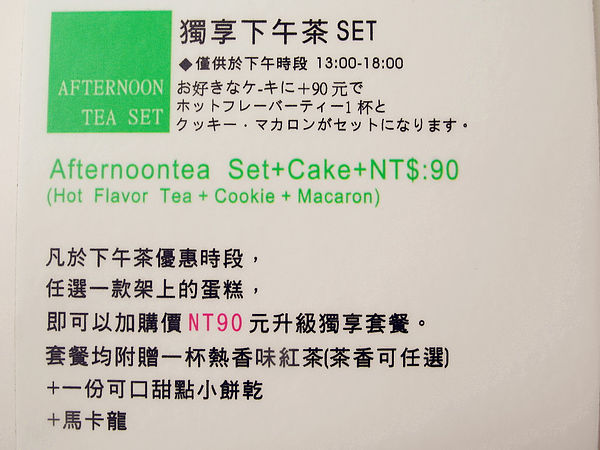 AFTERNOON
TEA SET
獨享下午茶 SET
◆僅供於下午時段 13:00-18:00
お好きなケ-キに＋90 元で
ホットフレーバーティー1 杯と
クッキー・マカロンがセットになります。
Afternoontea Set+Cake+NT$:90
(Hot Flavor Tea + Cookie + Macaron)
凡於下午茶優惠時段，
任選一款架上的蛋糕，
即可以加購價 NT90 元升級獨享套餐。
套餐均附贈一杯熱香味紅茶(茶香可任選)
＋一份可口甜點小餅乾
＋馬卡龍